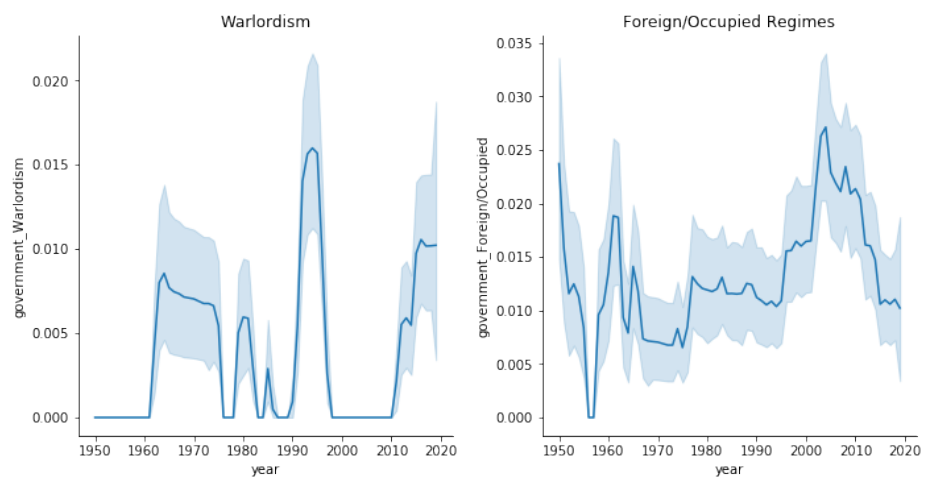 Warlordism
0.020
0.015
0.010
0.005
0.000
government_Warlordism
1950 1960 1970 1980 1990 2000 2010 2020
year
Foreign/Occupied Regimes
0.035
0.030
0.025
0.020
0.015
0.010
0.005
0.000
government_Foreign/Occupied
1950 1960 1970 1980 1990 2000 2010 2020
year